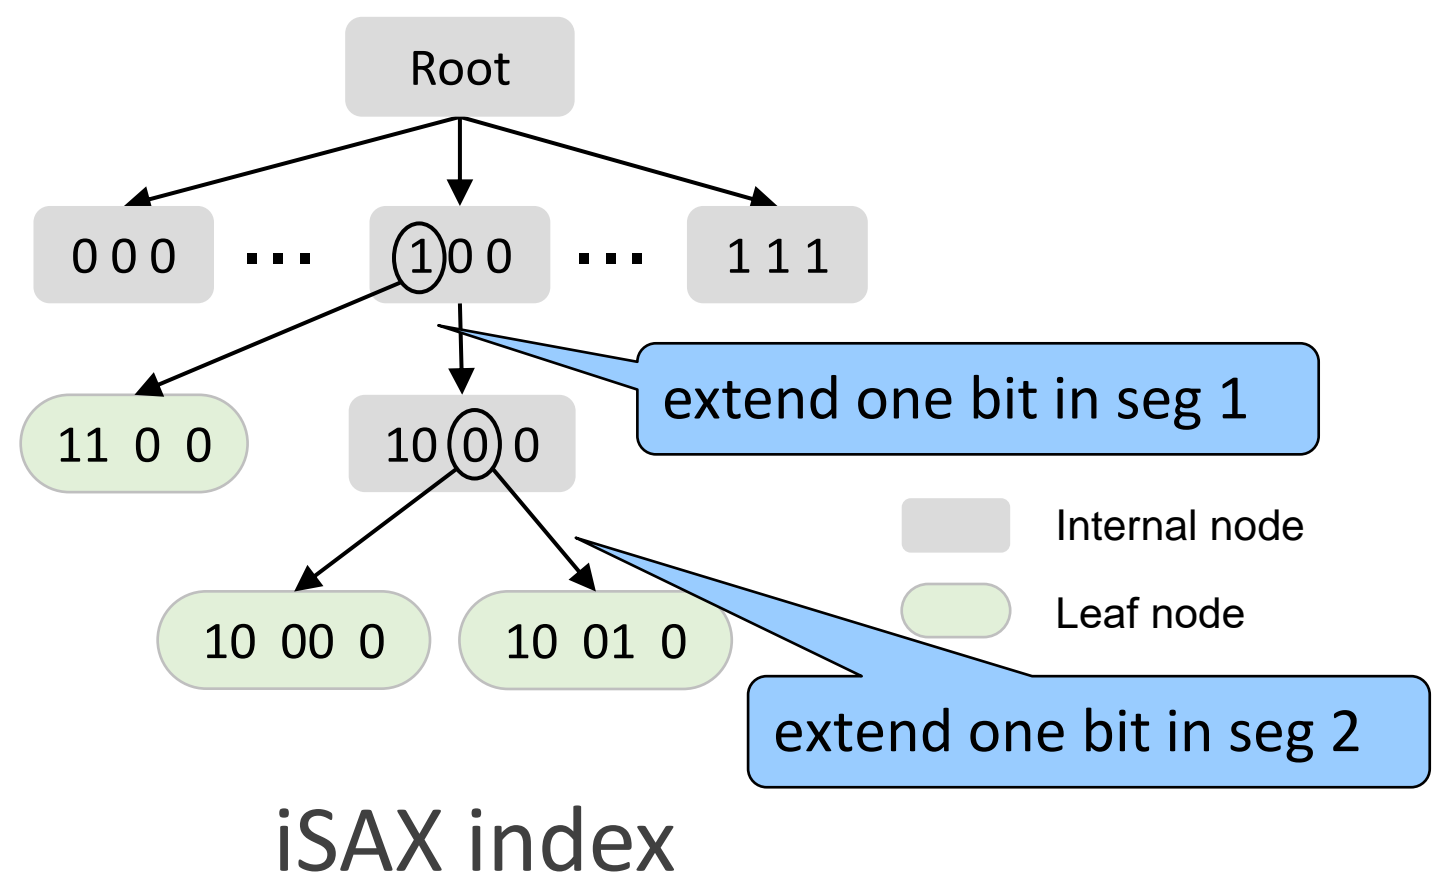 Root
0 0 0 ... 1 0 0 ... 1 1 1
extend one bit in seg 1
11 0 0
10 0 0
Internal node
Leaf node
10 00 0
10 01 0
extend one bit in seg 2
iSAX index